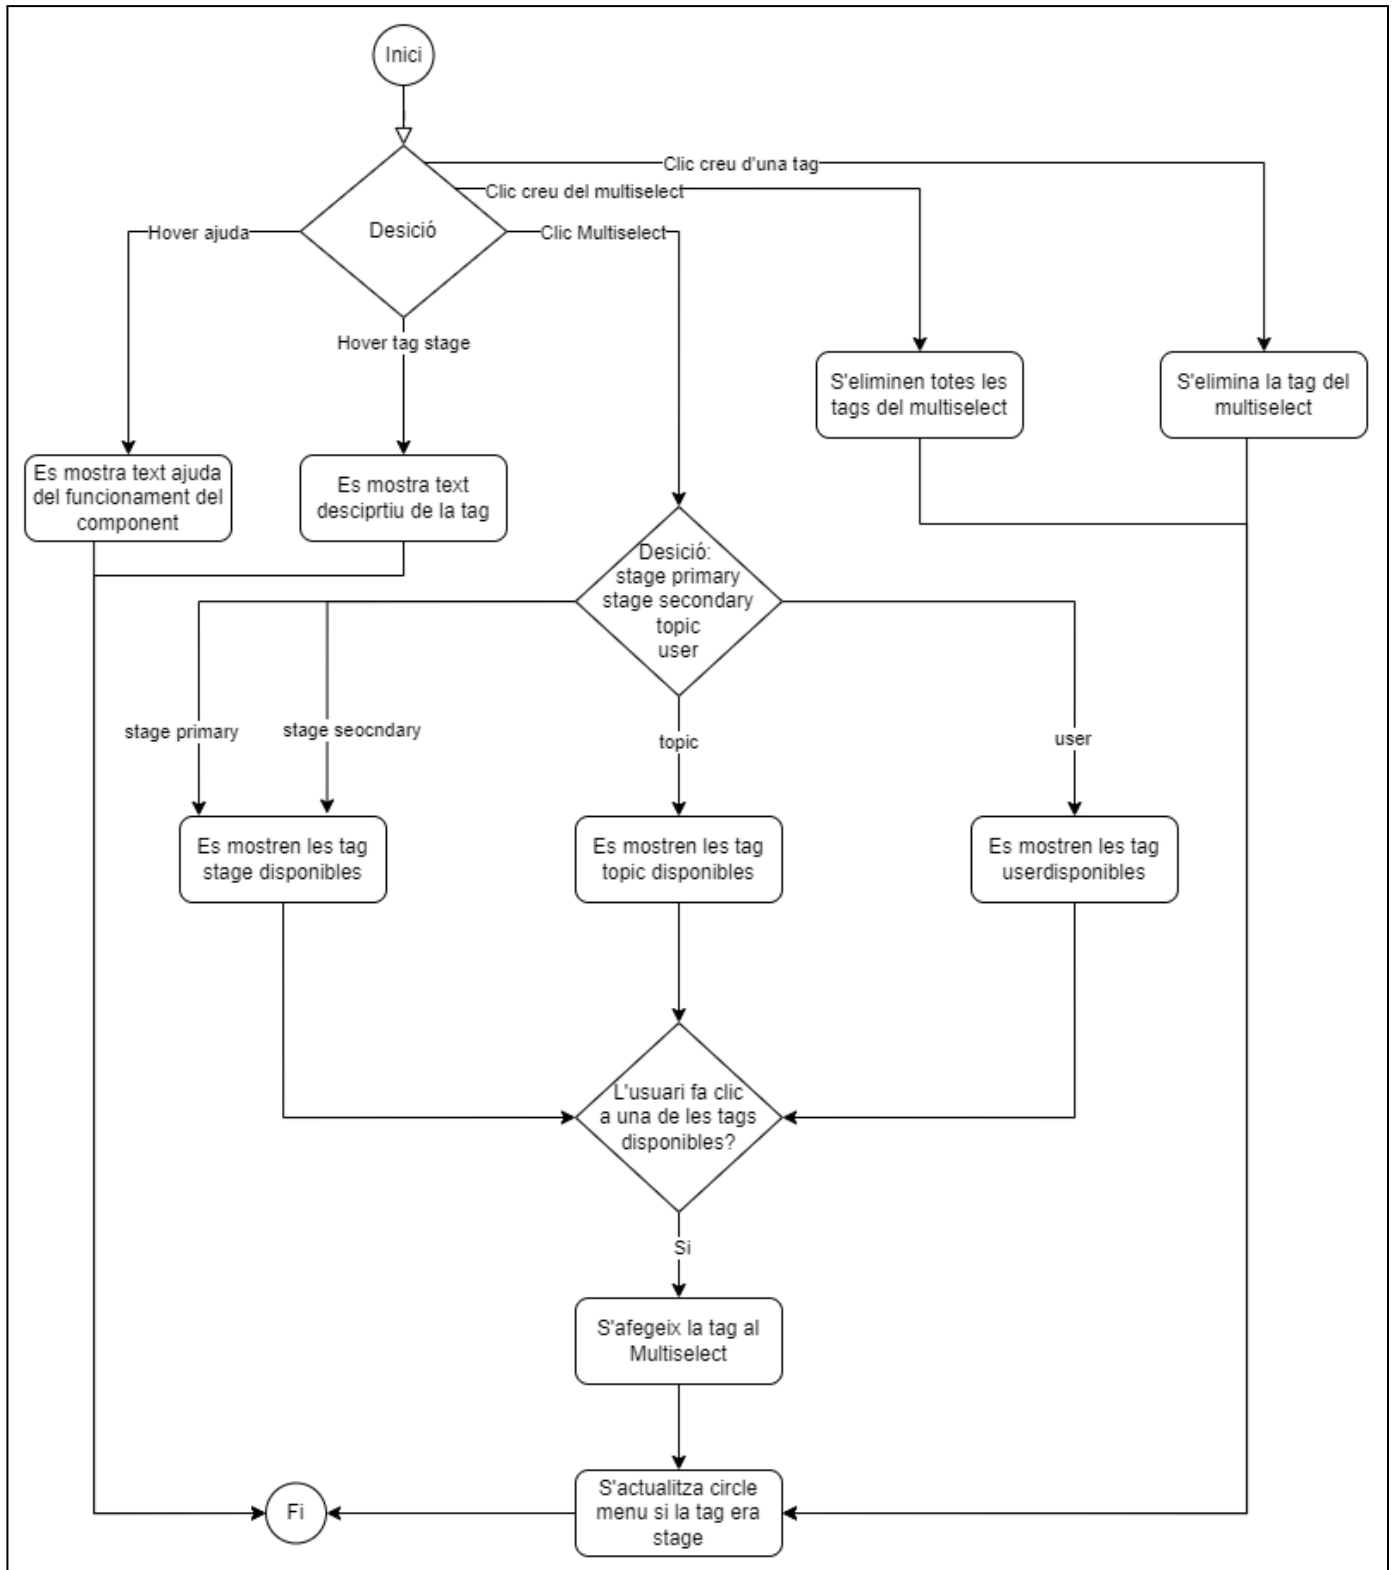 Inici
Clic creu d'una tag
Clic creu del multiselect
Desició
Hover ajuda
Clic Multiselect
Hover tag stage
S'eliminen totes les
tags del multiselect
S'elimina la tag del
multiselect
Es mostra text ajuda
del funcionament del
component
Es mostra text
desciprtiu de la tag
Desició:
stage primary
stage secondary
topic
user
stage primary
stage seocndary
topic
user
Es mostren les tag
stage disponibles
Es mostren les tag
topic disponibles
Es mostren les tag
userdisponibles
L'usuari fa clic
a una de les tags
disponibles?
Si
S'afegeix la tag al
Multiselect
S'actualitza circle
menu si la tag era
stage
Fi